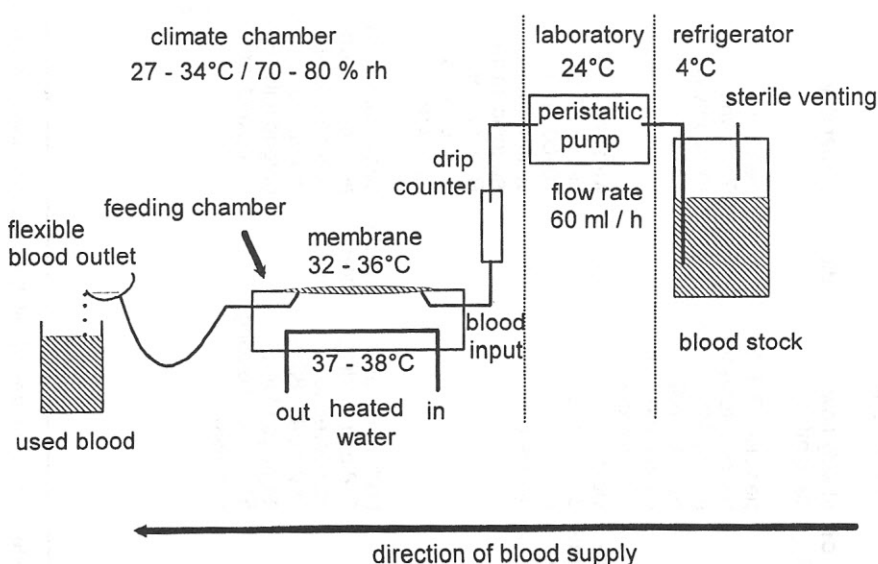 climate chamber
27 - 34°C / 70 - 80 % rh
laboratory
24°C
refrigerator
4°C
sterile venting
peristaltic
pump
drip
counter
flow rate
60 ml / h
feeding chamber
flexible
blood outlet
membrane
32 - 36°C
blood
input
blood stock
37 - 38°C
out heated in
water
used blood
direction of blood supply